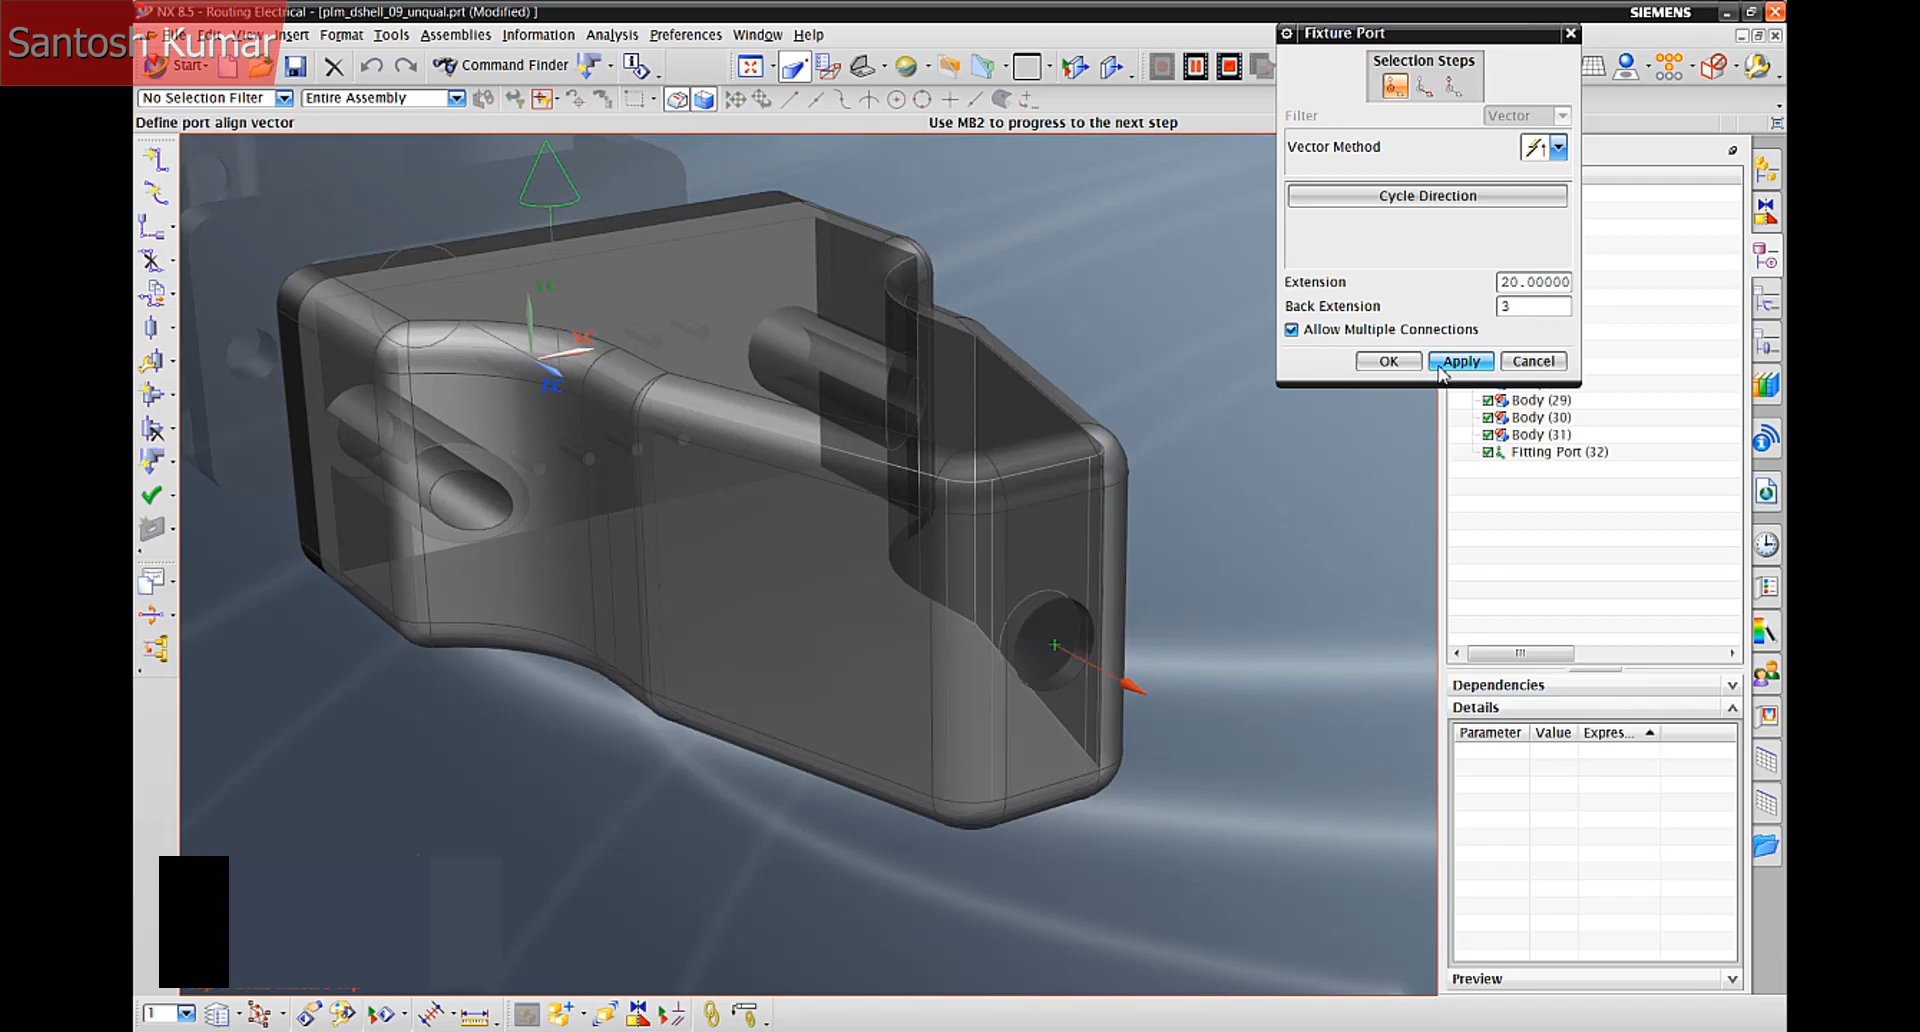 Santosh Kumar
NX 8.5 - Routing Electrical - [plm_dshell_09_unqual.prt (Modified) ]
SIEMENS
File Edit View Insert Format Tools Assemblies Information Analysis Preferences Window Help
Start
Command Finder
No Selection Filter
Entire Assembly
Define port align vector
Use MB2 to progress to the next step
Fixture Port
Selection Steps
Filter
Vector
Vector Method
Cycle Direction
Extension
20.00000
Back Extension
3
Allow Multiple Connections
OK
Apply
Cancel
YC
XC
ZC
Body (29)
Body (30)
Body (31)
Fitting Port (32)
Dependencies
Details
Parameter Value Expres...
Preview
1